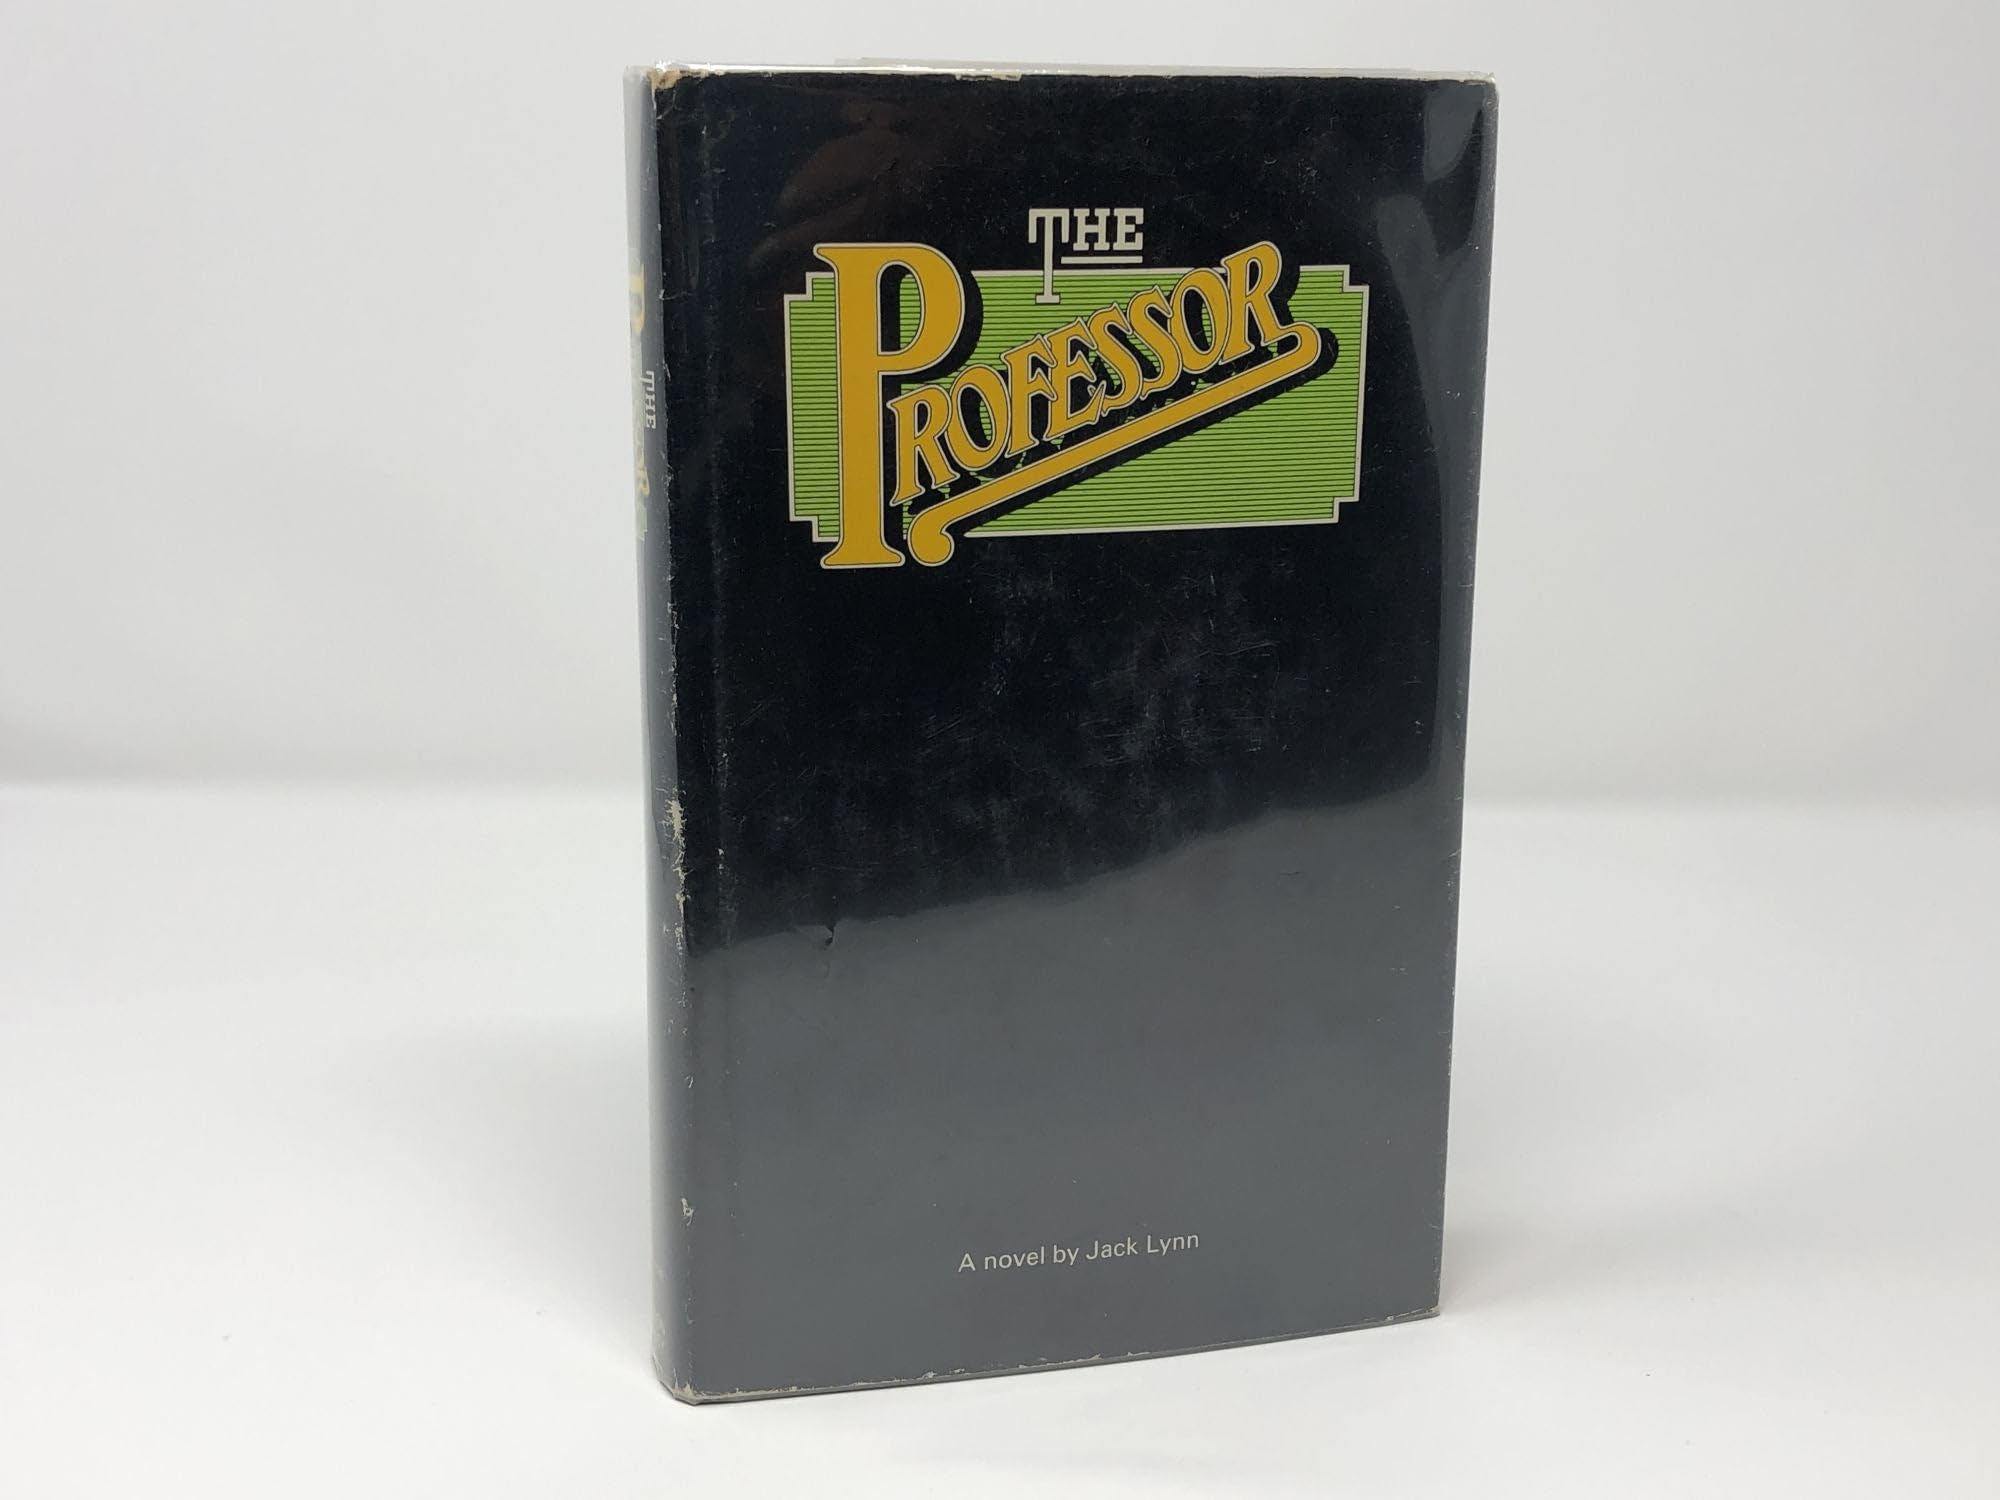 THE
PROFESSOR
A novel by Jack Lynn
THE